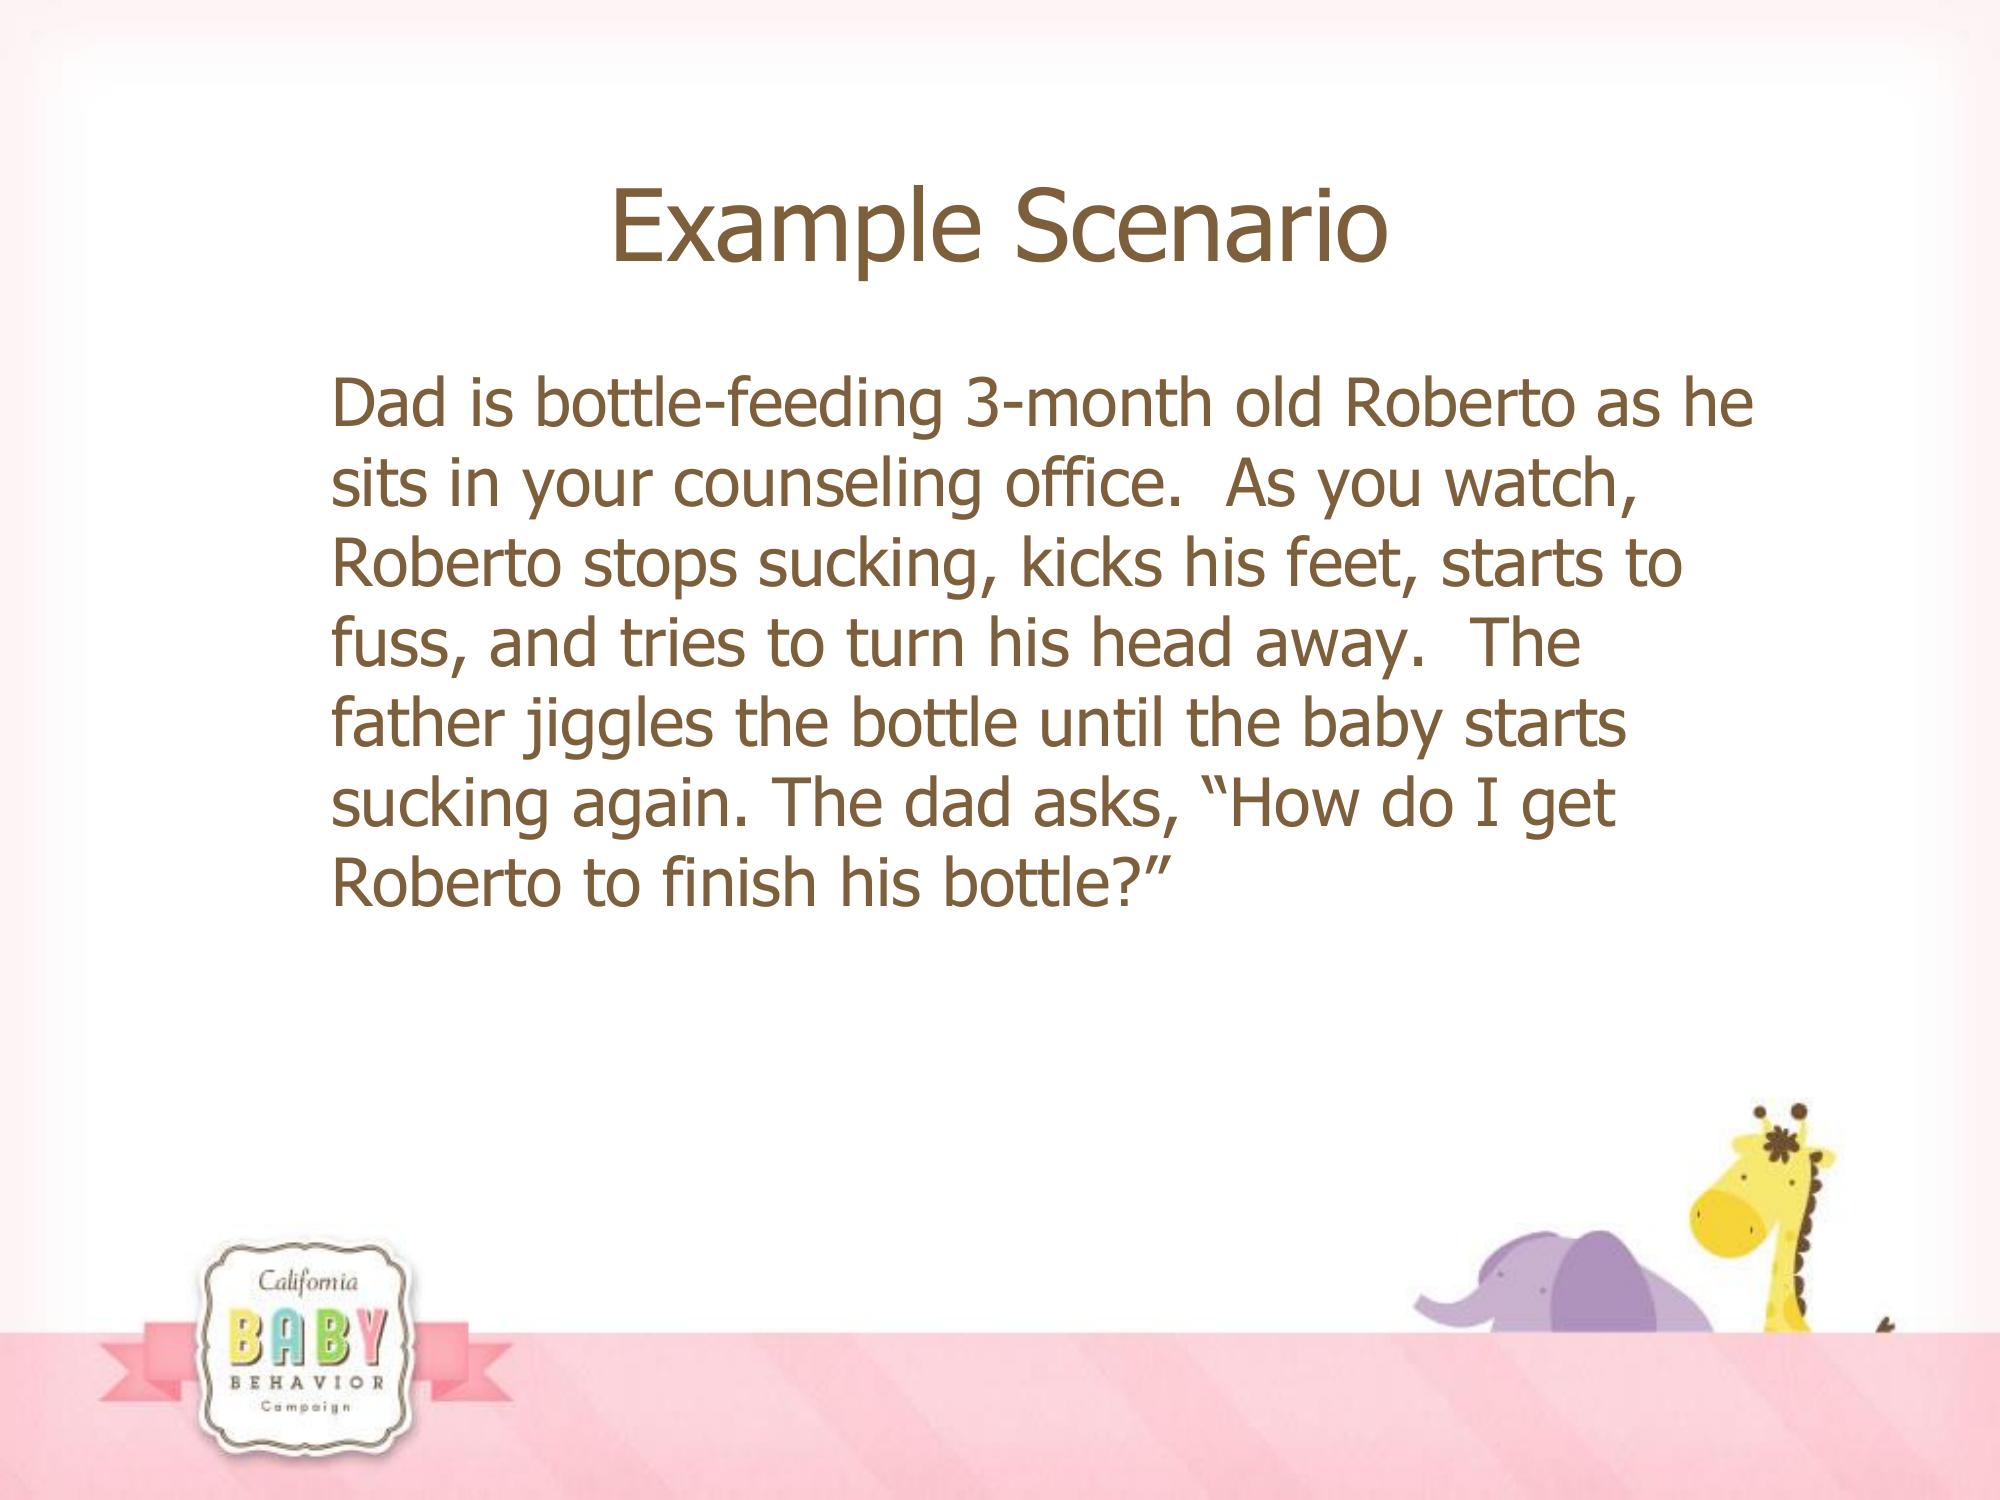 Example Scenario
Dad is bottle-feeding 3-month old Roberto as he
sits in your counseling office.  As you watch,
Roberto stops sucking, kicks his feet, starts to
fuss, and tries to turn his head away.  The
father jiggles the bottle until the baby starts
sucking again. The dad asks, “How do I get
Roberto to finish his bottle?”
California
BABY
BEHAVIOR
Campaign